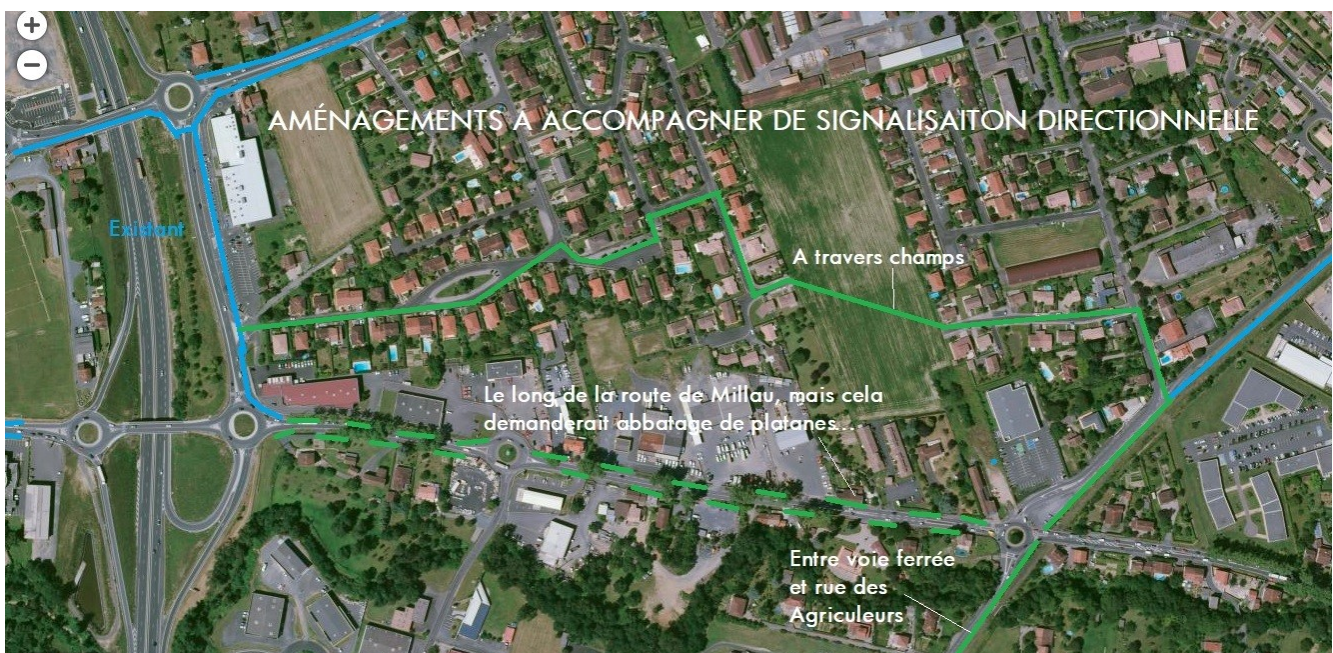 +
−
AMÉNAGEMENTS A ACCOMPAGNER DE SIGNALISAITON DIRECTIONNELLE
Existant
A travers champs
Le long de la route de Millau, mais cela
demanderait abbatage de platanes...
Entre voie ferrée
et rue des
Agriculeurs